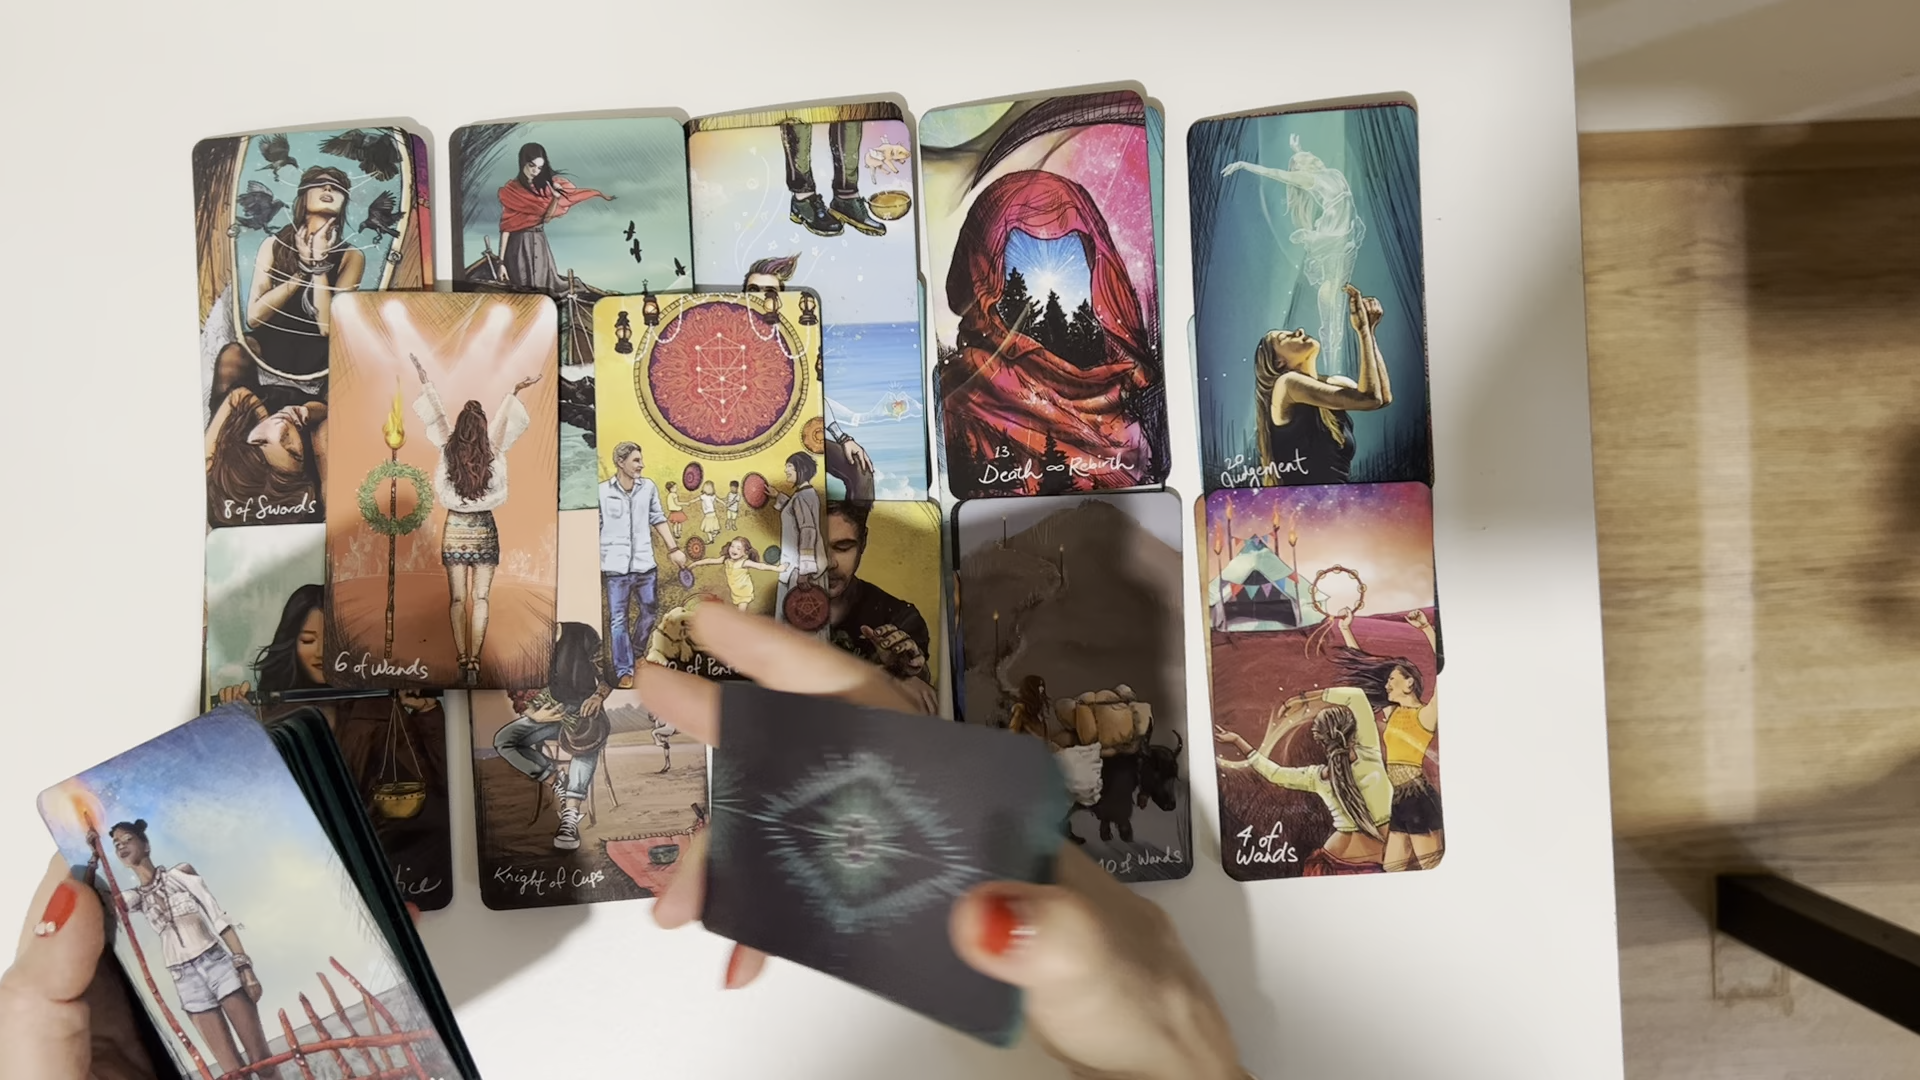 8 of Swords
13.
Death ∞ Rebirth
20.
Judgement
6 of Wands
of
Knight of Cups
10 of Wands
4 of
Wands